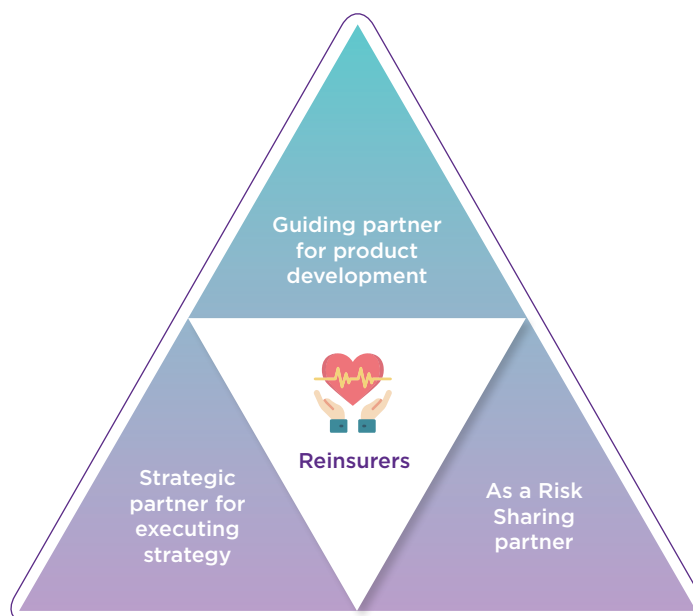 Guiding partner
for product
development
Reinsurers
Strategic
partner for
executing
strategy
As a Risk
Sharing
partner